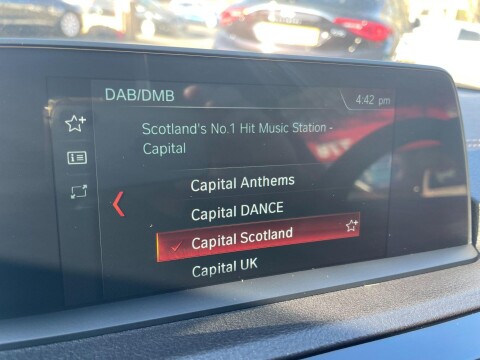 DAB/DMB
4:42 pm
Scotland's No.1 Hit Music Station -
Capital
Capital Anthems
Capital DANCE
Capital Scotland
Capital UK